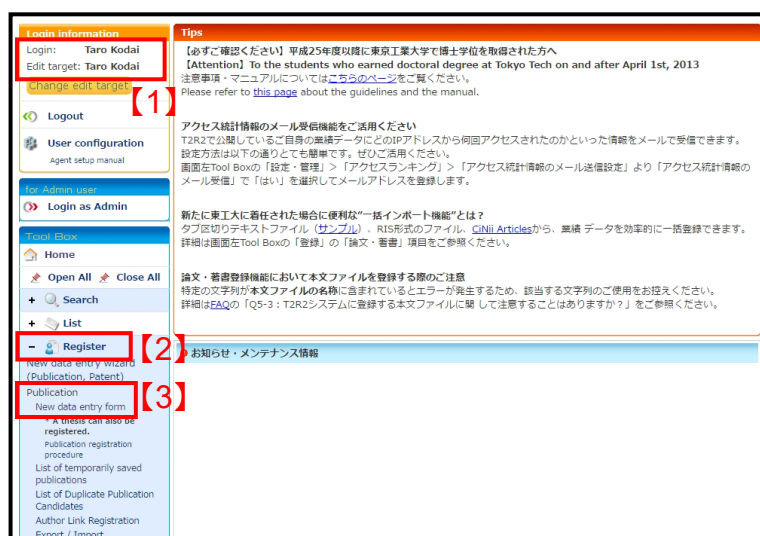 Login information
Login: Taro Kodai
Edit target: Taro Kodai
Change edit target
【1】
Logout
User configuration
Agent setup manual
for Admin user
Login as Admin
Tool Box
Home
Open All Close All
+ Search
+ List
− Register
【2】
New data entry wizard
(Publication, Patent)
Publication
New data entry form
【3】
* A thesis can also be
registered.
Publication registration
procedure
List of temporarily saved
publications
List of Duplicate Publication
Candidates
Author Link Registration
Export / Import
Tips
【必ずご確認ください】平成25年度以降に東京工業大学で博士学位を取得された方へ
【Attention】To the students who earned doctoral degree at Tokyo Tech on and after April 1st, 2013
注意事項・マニュアルについてはこちらのページをご覧ください。
Please refer to this page about the guidelines and the manual.
アクセス統計情報のメール受信機能をご活用ください
T2R2で公開しているご自身の業績データにどのIPアドレスから何回アクセスされたのかといった情報をメールで受信できます。
設定方法は以下の通りとても簡単です。ぜひご活用ください。
画面左Tool Boxの「設定・管理」>「アクセスランキング」>「アクセス統計情報のメール送信設定」より「アクセス統計情報の
メール受信」で「はい」を選択してメールアドレスを登録します。
新たに東工大に着任された場合に便利な"一括インポート機能"とは？
タブ区切りテキストファイル（サンプル）、RIS形式のファイル、CiNii Articlesから、業績 データを効率的に一括登録できます。
詳細は画面左Tool Boxの「登録」の「論文・著書」項目をご参照ください。
論文・著書登録機能において本文ファイルを登録する際のご注意
特定の文字列が本文ファイルの名称に含まれているとエラーが発生するため、該当する文字列のご使用をお控えください。
詳細はFAQの「Q5-3：T2R2システムに登録する本文ファイルに関 して注意することはありますか？」をご参照ください。
お知らせ・メンテナンス情報